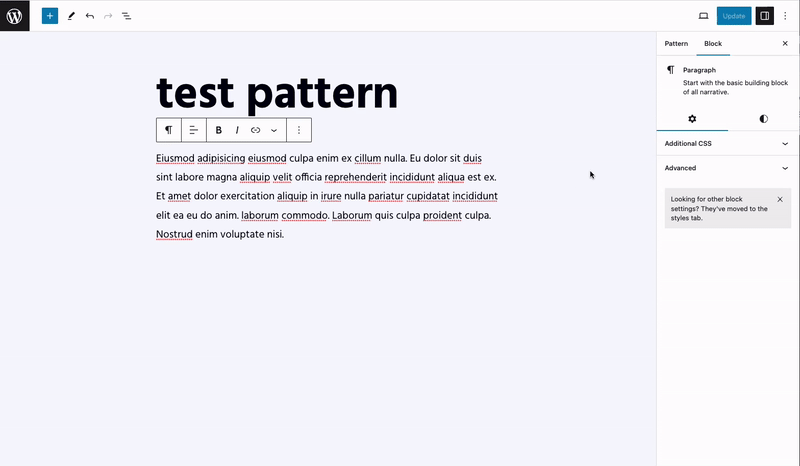 Update
Pattern Block
Paragraph
Start with the basic building block
of all narrative.
Additional CSS
Advanced
Looking for other block
settings? They've moved to the
styles tab.
test pattern
B I
Eiusmod adipisicing eiusmod culpa enim ex cillum nulla. Eu dolor sit duis
sint labore magna aliquip velit officia reprehenderit incididunt aliqua est ex.
Et amet dolor exercitation aliquip in irure nulla pariatur cupidatat incididunt
elit ea eu do anim. laborum commodo. Laborum quis culpa proident culpa.
Nostrud enim voluptate nisi.